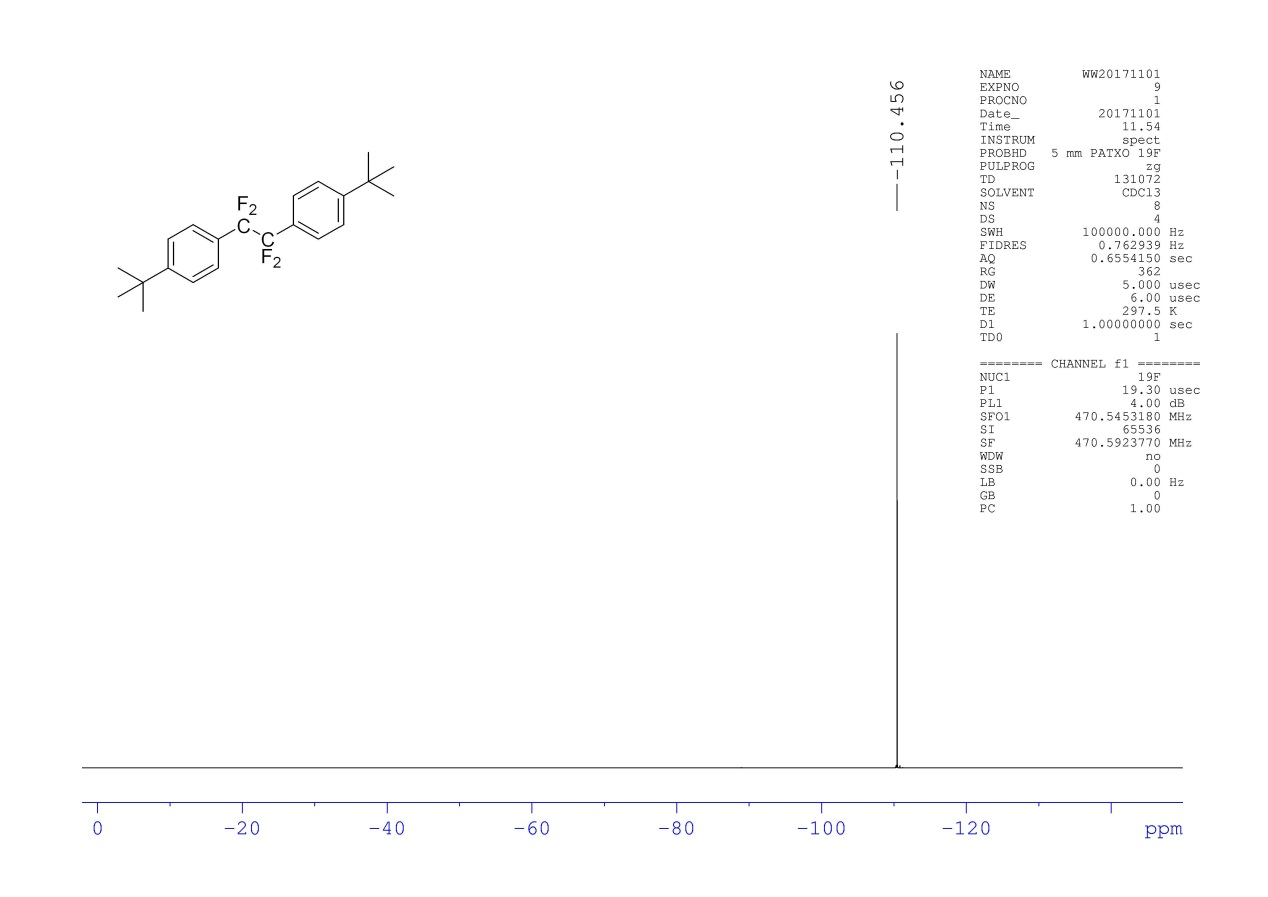 -110.456
NAME WW20171101
EXPNO 9
PROCNO 1
Date_ 20171101
Time 11.54
INSTRUM spect
PROBHD 5 mm PATXO 19F
PULPROG zg
TD 131072
SOLVENT CDCl3
NS 8
DS 4
SWH 100000.000 Hz
FIDRES 0.762939 Hz
AQ 0.6554150 sec
RG 362
DW 5.000 usec
DE 6.00 usec
TE 297.5 K
D1 1.00000000 sec
TD0 1
======== CHANNEL f1 ========
NUC1 19F
P1 19.30 usec
PL1 4.00 dB
SFO1 470.5453180 MHz
SI 65536
SF 470.5923770 MHz
WDW no
SSB 0
LB 0.00 Hz
GB 0
PC 1.00
F2
C
C
F2
0 -20 -40 -60 -80 -100 -120 ppm